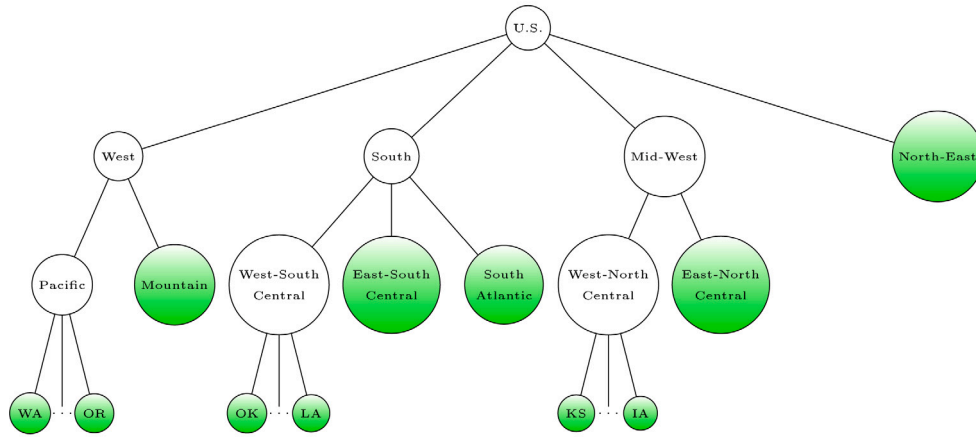 U.S.
West
South
Mid-West
North-East
Pacific
Mountain
West-South
Central
East-South
Central
South
Atlantic
West-North
Central
East-North
Central
WA ... OR
OK ... LA
KS ... IA